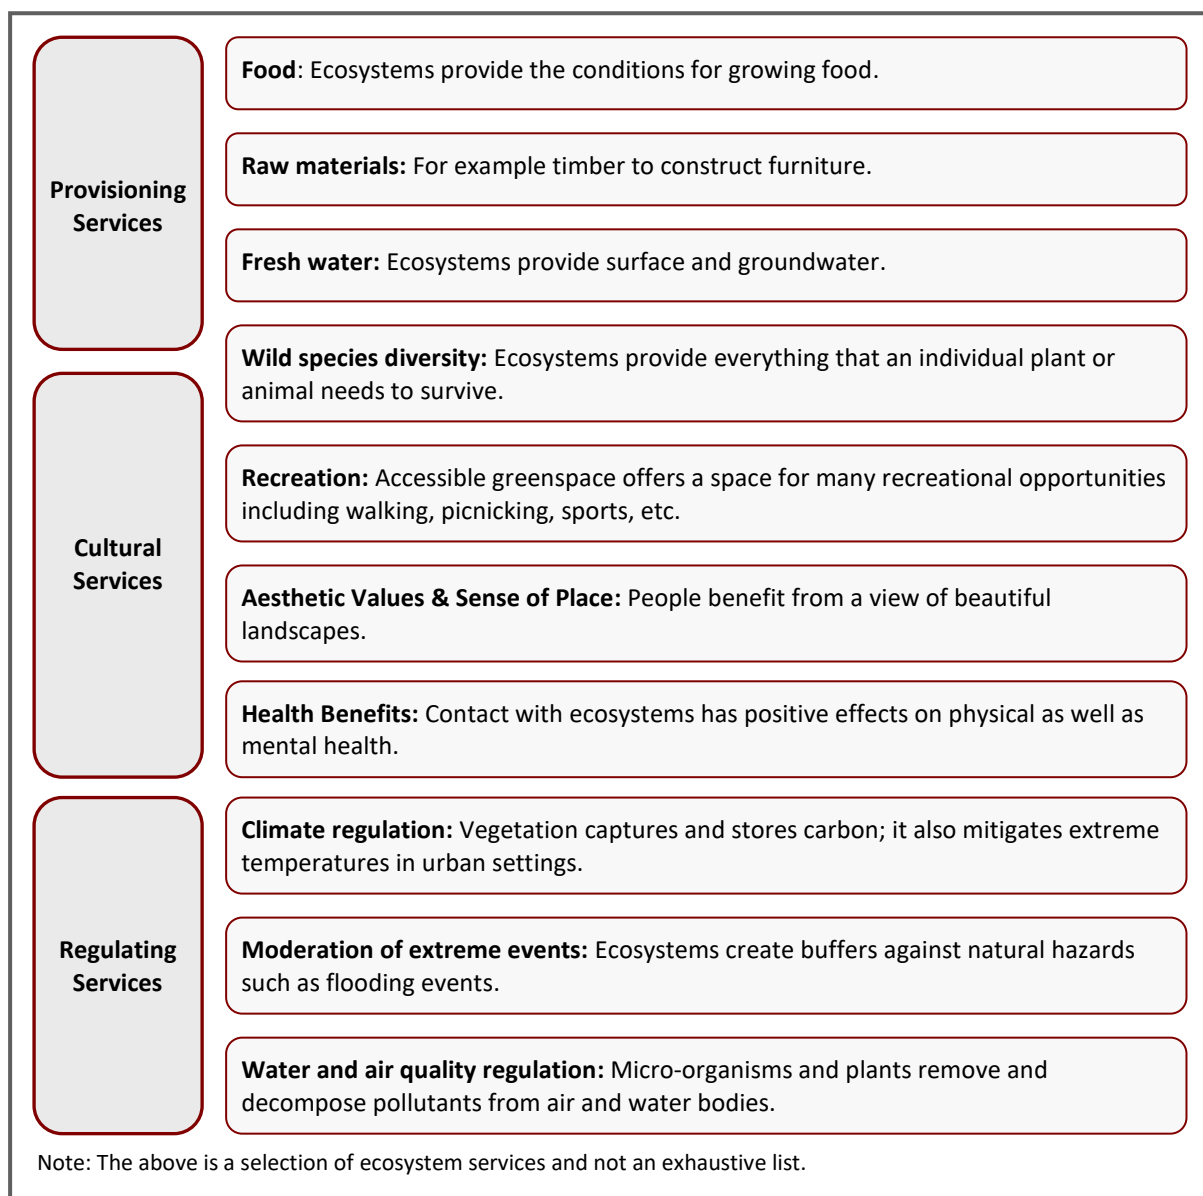 Provisioning
Services
Food: Ecosystems provide the conditions for growing food.
Raw materials: For example timber to construct furniture.
Fresh water: Ecosystems provide surface and groundwater.
Cultural
Services
Wild species diversity: Ecosystems provide everything that an individual plant or
animal needs to survive.
Recreation: Accessible greenspace offers a space for many recreational opportunities
including walking, picnicking, sports, etc.
Aesthetic Values & Sense of Place: People benefit from a view of beautiful
landscapes.
Health Benefits: Contact with ecosystems has positive effects on physical as well as
mental health.
Regulating
Services
Climate regulation: Vegetation captures and stores carbon; it also mitigates extreme
temperatures in urban settings.
Moderation of extreme events: Ecosystems create buffers against natural hazards
such as flooding events.
Water and air quality regulation: Micro-organisms and plants remove and
decompose pollutants from air and water bodies.
Note: The above is a selection of ecosystem services and not an exhaustive list.